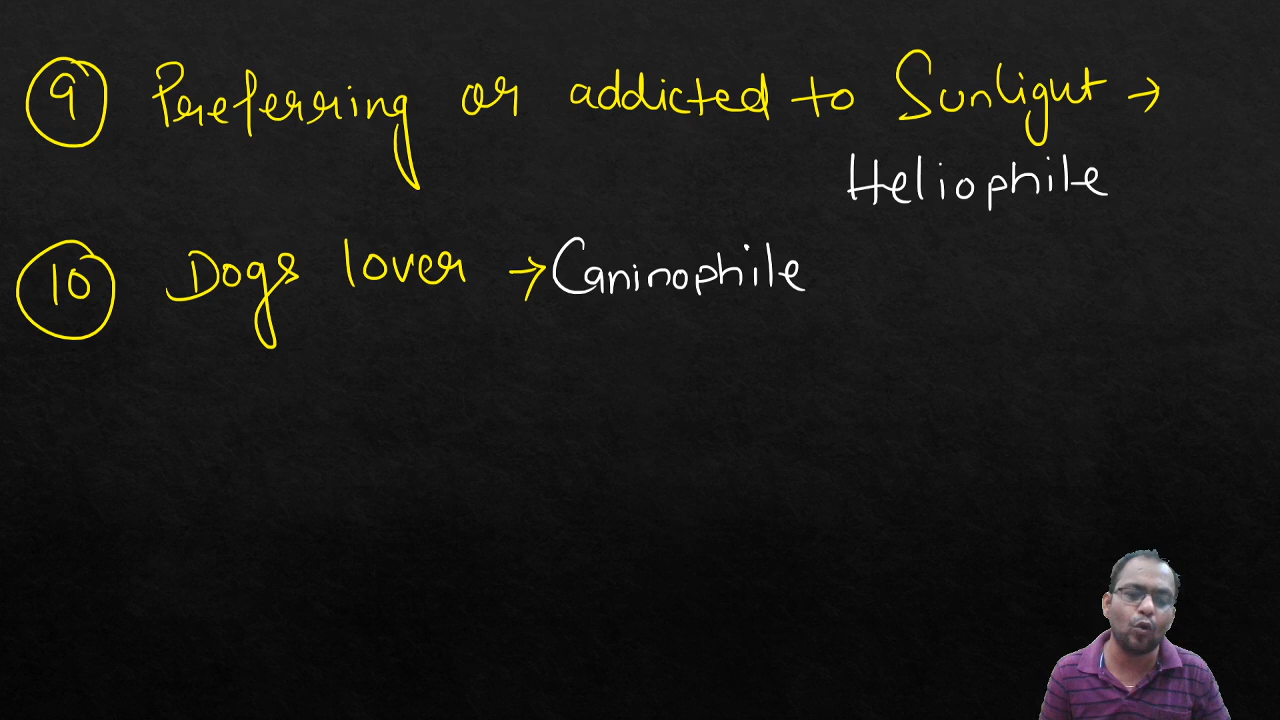 9 Preferring or addicted to Sunlight →
Heliophile
10 Dogs lover → Caninophile